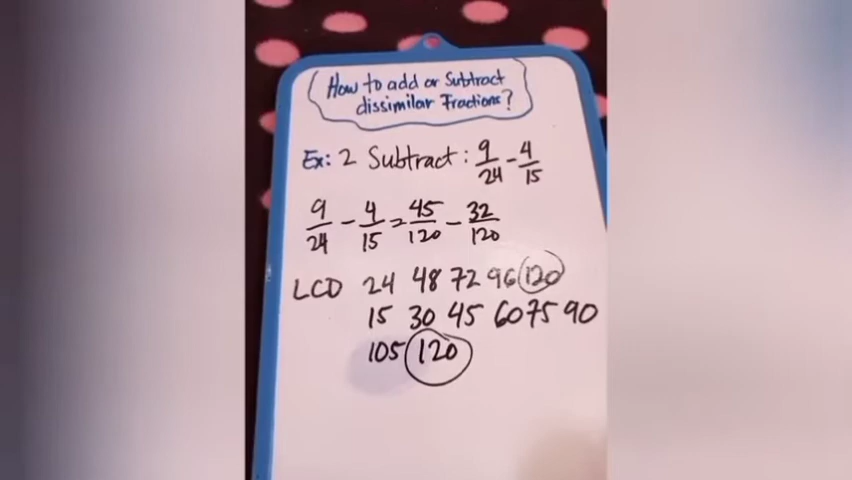 How to add or Subtract
dissimilar Fractions?
Ex: 2 Subtract: 9/24 - 4/15
9/24 - 4/15 = 45/120 - 32/120
LCD 24 48 72 96 120
15 30 45 60 75 90
105 120